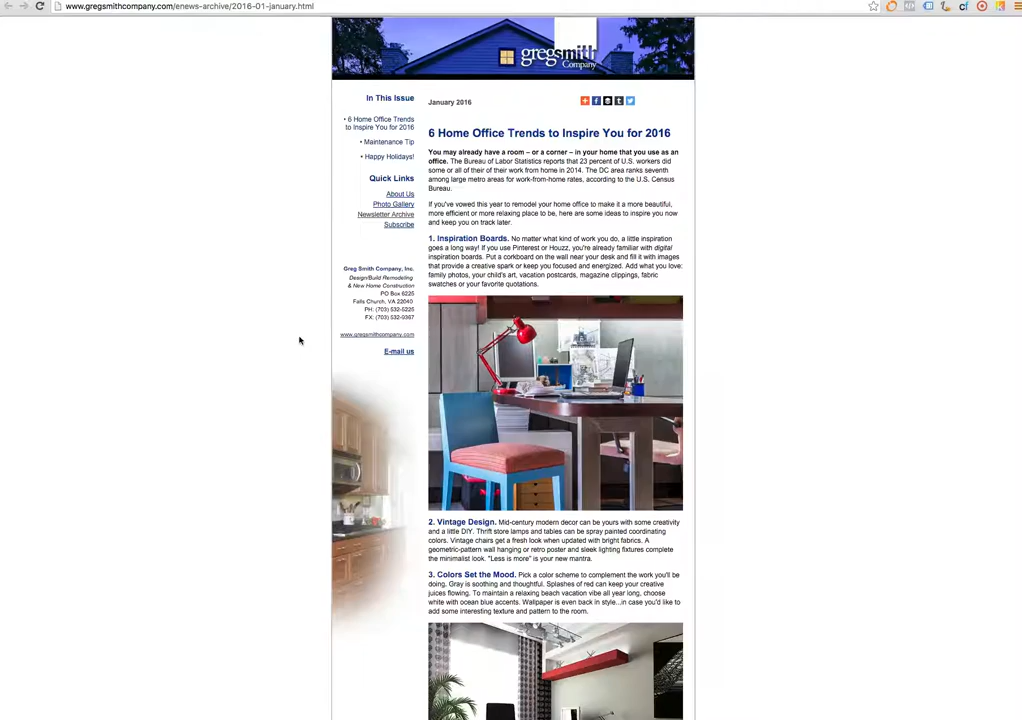 www.gregsmithcompany.com/enews-archive/2016-01-january.html
gregsmith
Company
In This Issue
• 6 Home Office Trends
to Inspire You for 2016
• Maintenance Tip
• Happy Holidays!
Quick Links
About Us
Photo Gallery
Newsletter Archive
Subscribe
Greg Smith Company, Inc.
Design/Build Remodeling
& New Home Construction
PO Box 6225
Falls Church, VA 22040
PH: (703) 532-5225
FX: (703) 532-9387
www.gregsmithcompany.com
E-mail us
January 2016
6 Home Office Trends to Inspire You for 2016
You may already have a room – or a corner – in your home that you use as an
office. The Bureau of Labor Statistics reports that 23 percent of U.S. workers did
some or all of their of their work from home in 2014. The DC area ranks seventh
among large metro areas for work-from-home rates, according to the U.S. Census
Bureau.
If you've vowed this year to remodel your home office to make it a more beautiful,
more efficient or more relaxing place to be, here are some ideas to inspire you now
and keep you on track later.
1. Inspiration Boards. No matter what kind of work you do, a little inspiration
goes a long way! If you use Pinterest or Houzz, you're already familiar with digital
inspiration boards. Put a corkboard on the wall near your desk and fill it with images
that provide a creative spark or keep you focused and energized. Add what you love:
family photos, your child's art, vacation postcards, magazine clippings, fabric
swatches or your favorite quotations.
2. Vintage Design. Mid-century modern decor can be yours with some creativity
and a little DIY. Thrift store lamps and tables can be spray painted coordinating
colors. Vintage chairs get a fresh look when updated with bright fabrics. A
geometric-pattern wall hanging or retro poster and sleek lighting fixtures complete
the minimalist look. "Less is more" is your new mantra.
3. Colors Set the Mood. Pick a color scheme to complement the work you'll be
doing. Gray is soothing and thoughtful. Splashes of red can keep your creative
juices flowing. To maintain a relaxing beach vacation vibe all year long, choose
white with ocean blue accents. Wallpaper is even back in style...in case you'd like to
add some interesting texture and pattern to the room.